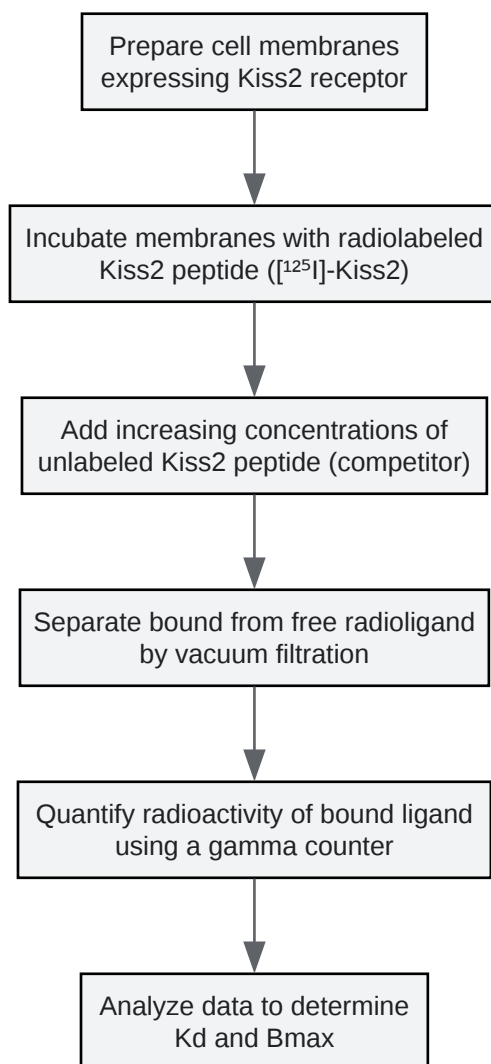 Prepare cell membranes
expressing Kiss2 receptor
Incubate membranes with radiolabeled
Kiss2 peptide ([¹²⁵I]-Kiss2)
Add increasing concentrations of
unlabeled Kiss2 peptide (competitor)
Separate bound from free radioligand
by vacuum filtration
Quantify radioactivity of bound ligand
using a gamma counter
Analyze data to determine
Kd and Bmax